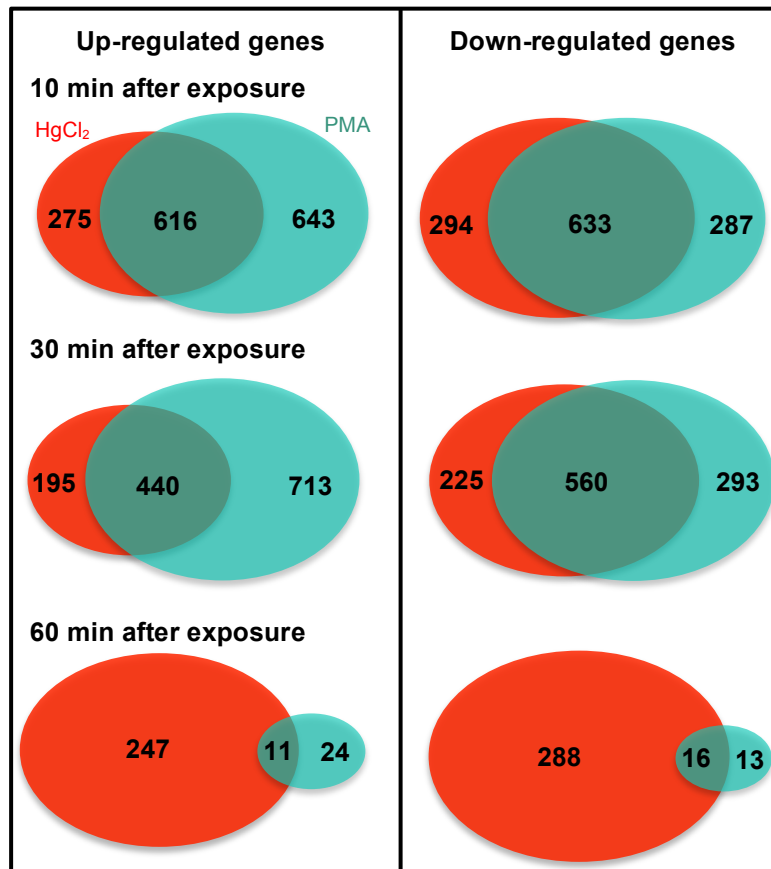 Up-regulated genes
Down-regulated genes
10 min after exposure
HgCl₂
PMA
275
616
643
294
633
287
30 min after exposure
195
440
713
225
560
293
60 min after exposure
247
11
24
288
16
13